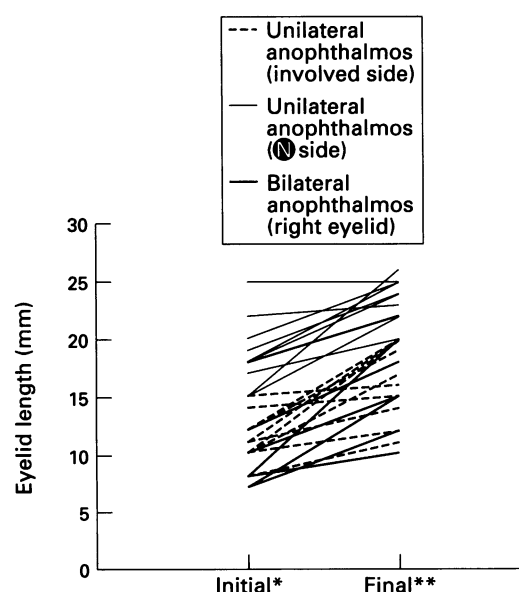 Unilateral
anophthalmos
(involved side)
Unilateral
anophthalmos
(N side)
Bilateral
anophthalmos
(right eyelid)
30
25
20
15
10
5
0
Eyelid length (mm)
Initial*
Final**